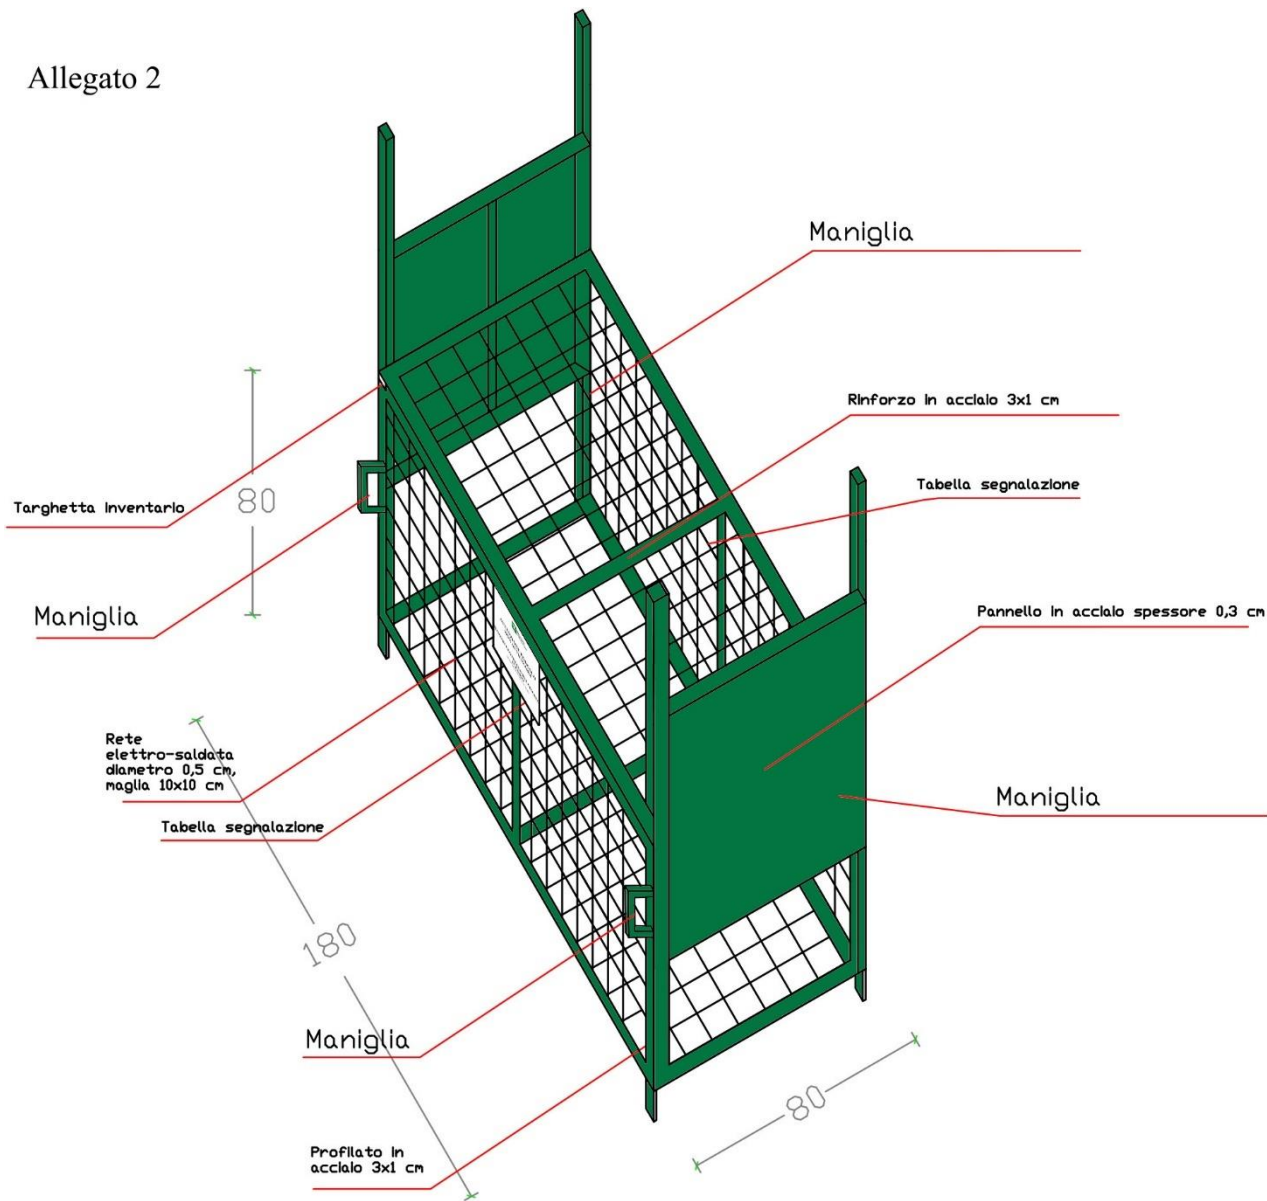 Allegato 2
Maniglia
Rinforzo in acciaio 3x1 cm
Tabella segnalazione
Targhetta inventario
80
Maniglia
Pannello in acciaio spessore 0,3 cm
Rete
elettro-saldata
diametro 0,5 cm,
maglia 10x10 cm
Tabella segnalazione
Maniglia
180
Maniglia
80
Profilato in
acciaio 3x1 cm